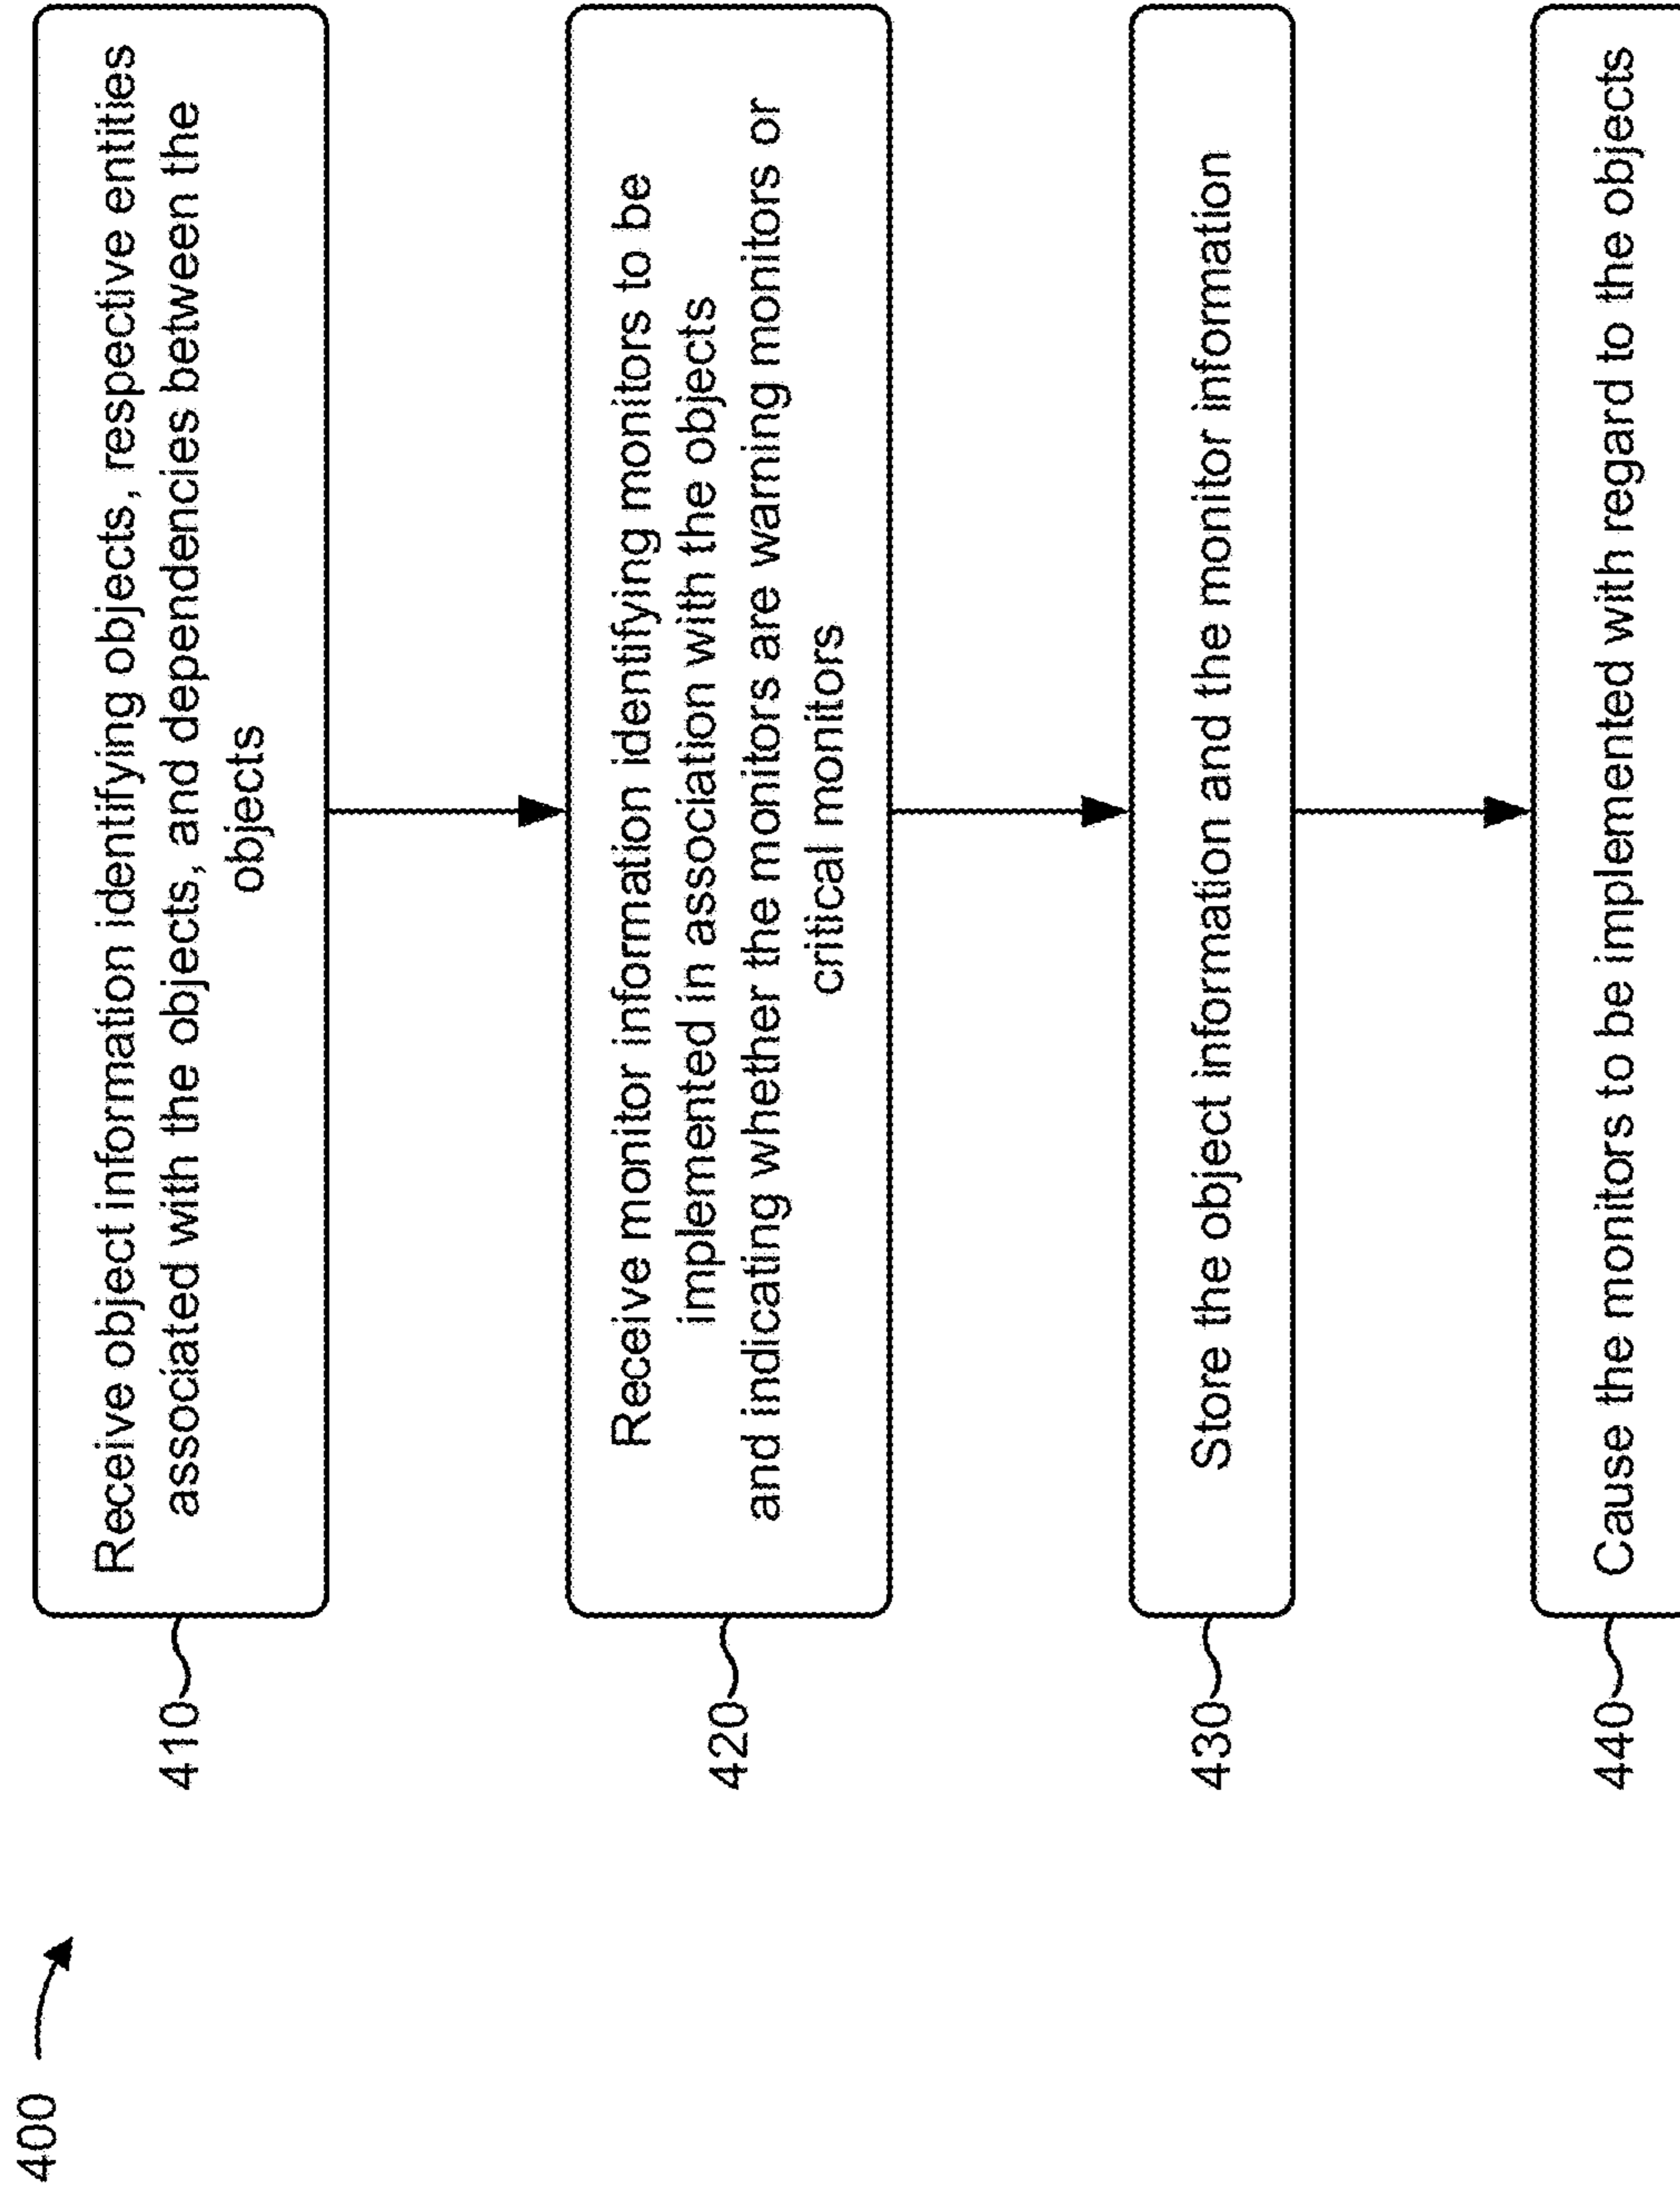 400
410
Receive object information identifying objects, respective entities
associated with the objects, and dependencies between the
objects
420
Receive monitor information identifying monitors to be
implemented in association with the objects
and indicating whether the monitors are warning monitors or
critical monitors
430
Store the object information and the monitor information
440
Cause the monitors to be implemented with regard to the objects